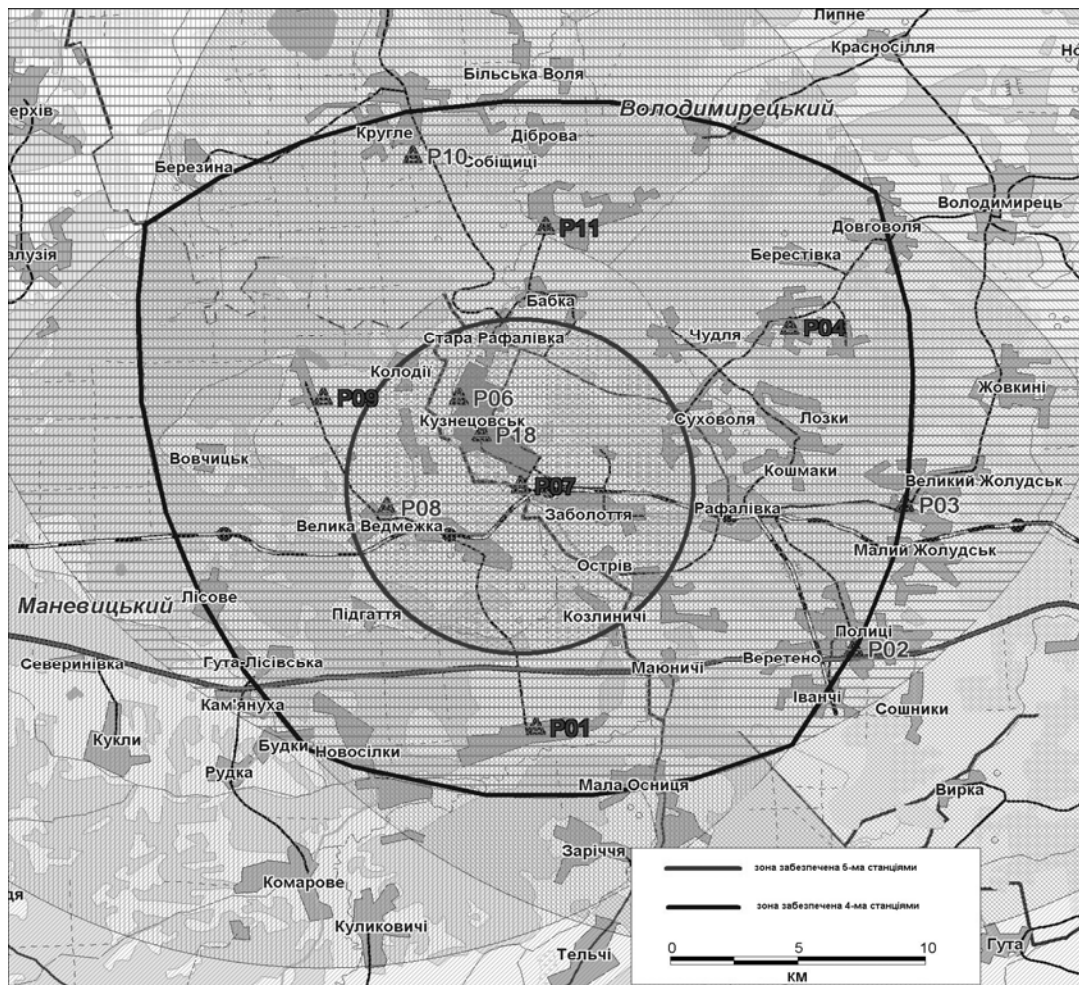 Липне
Красносілля
Но
Більська Воля
Володимирецький
ерхів
Кругле
Діброва
P10
Собіщиці
Березина
Володимирець
P11
Довговоля
алузія
Берестівка
Бабка
P04
Стара Рафалівка
Чудля
Колодії
Жовкині
P09
P06
Лозки
Кузнецовськ
Суховоля
P18
Вовчицьк
Кошмаки
P07
Великий Жолудськ
P08
Заболоття
Рафалівка
P03
Велика Ведмежка
Малий Жолудськ
Острів
Маневицький
Лісове
Підгаття
Козлиничі
Полиці
Северинівка
Гута-Лісівська
Маюничі
Веретено
P02
Кам'януха
Іванчі
Сошники
P01
Кукли
Будки
Новосілки
Рудка
Мала Осниця
Вирка
Заріччя
зона забезпечена 5-ма станціями
дя
Комарове
зона забезпечена 4-ма станціями
Куликовичі
0 5 10
Гута
Тельчі
КМ